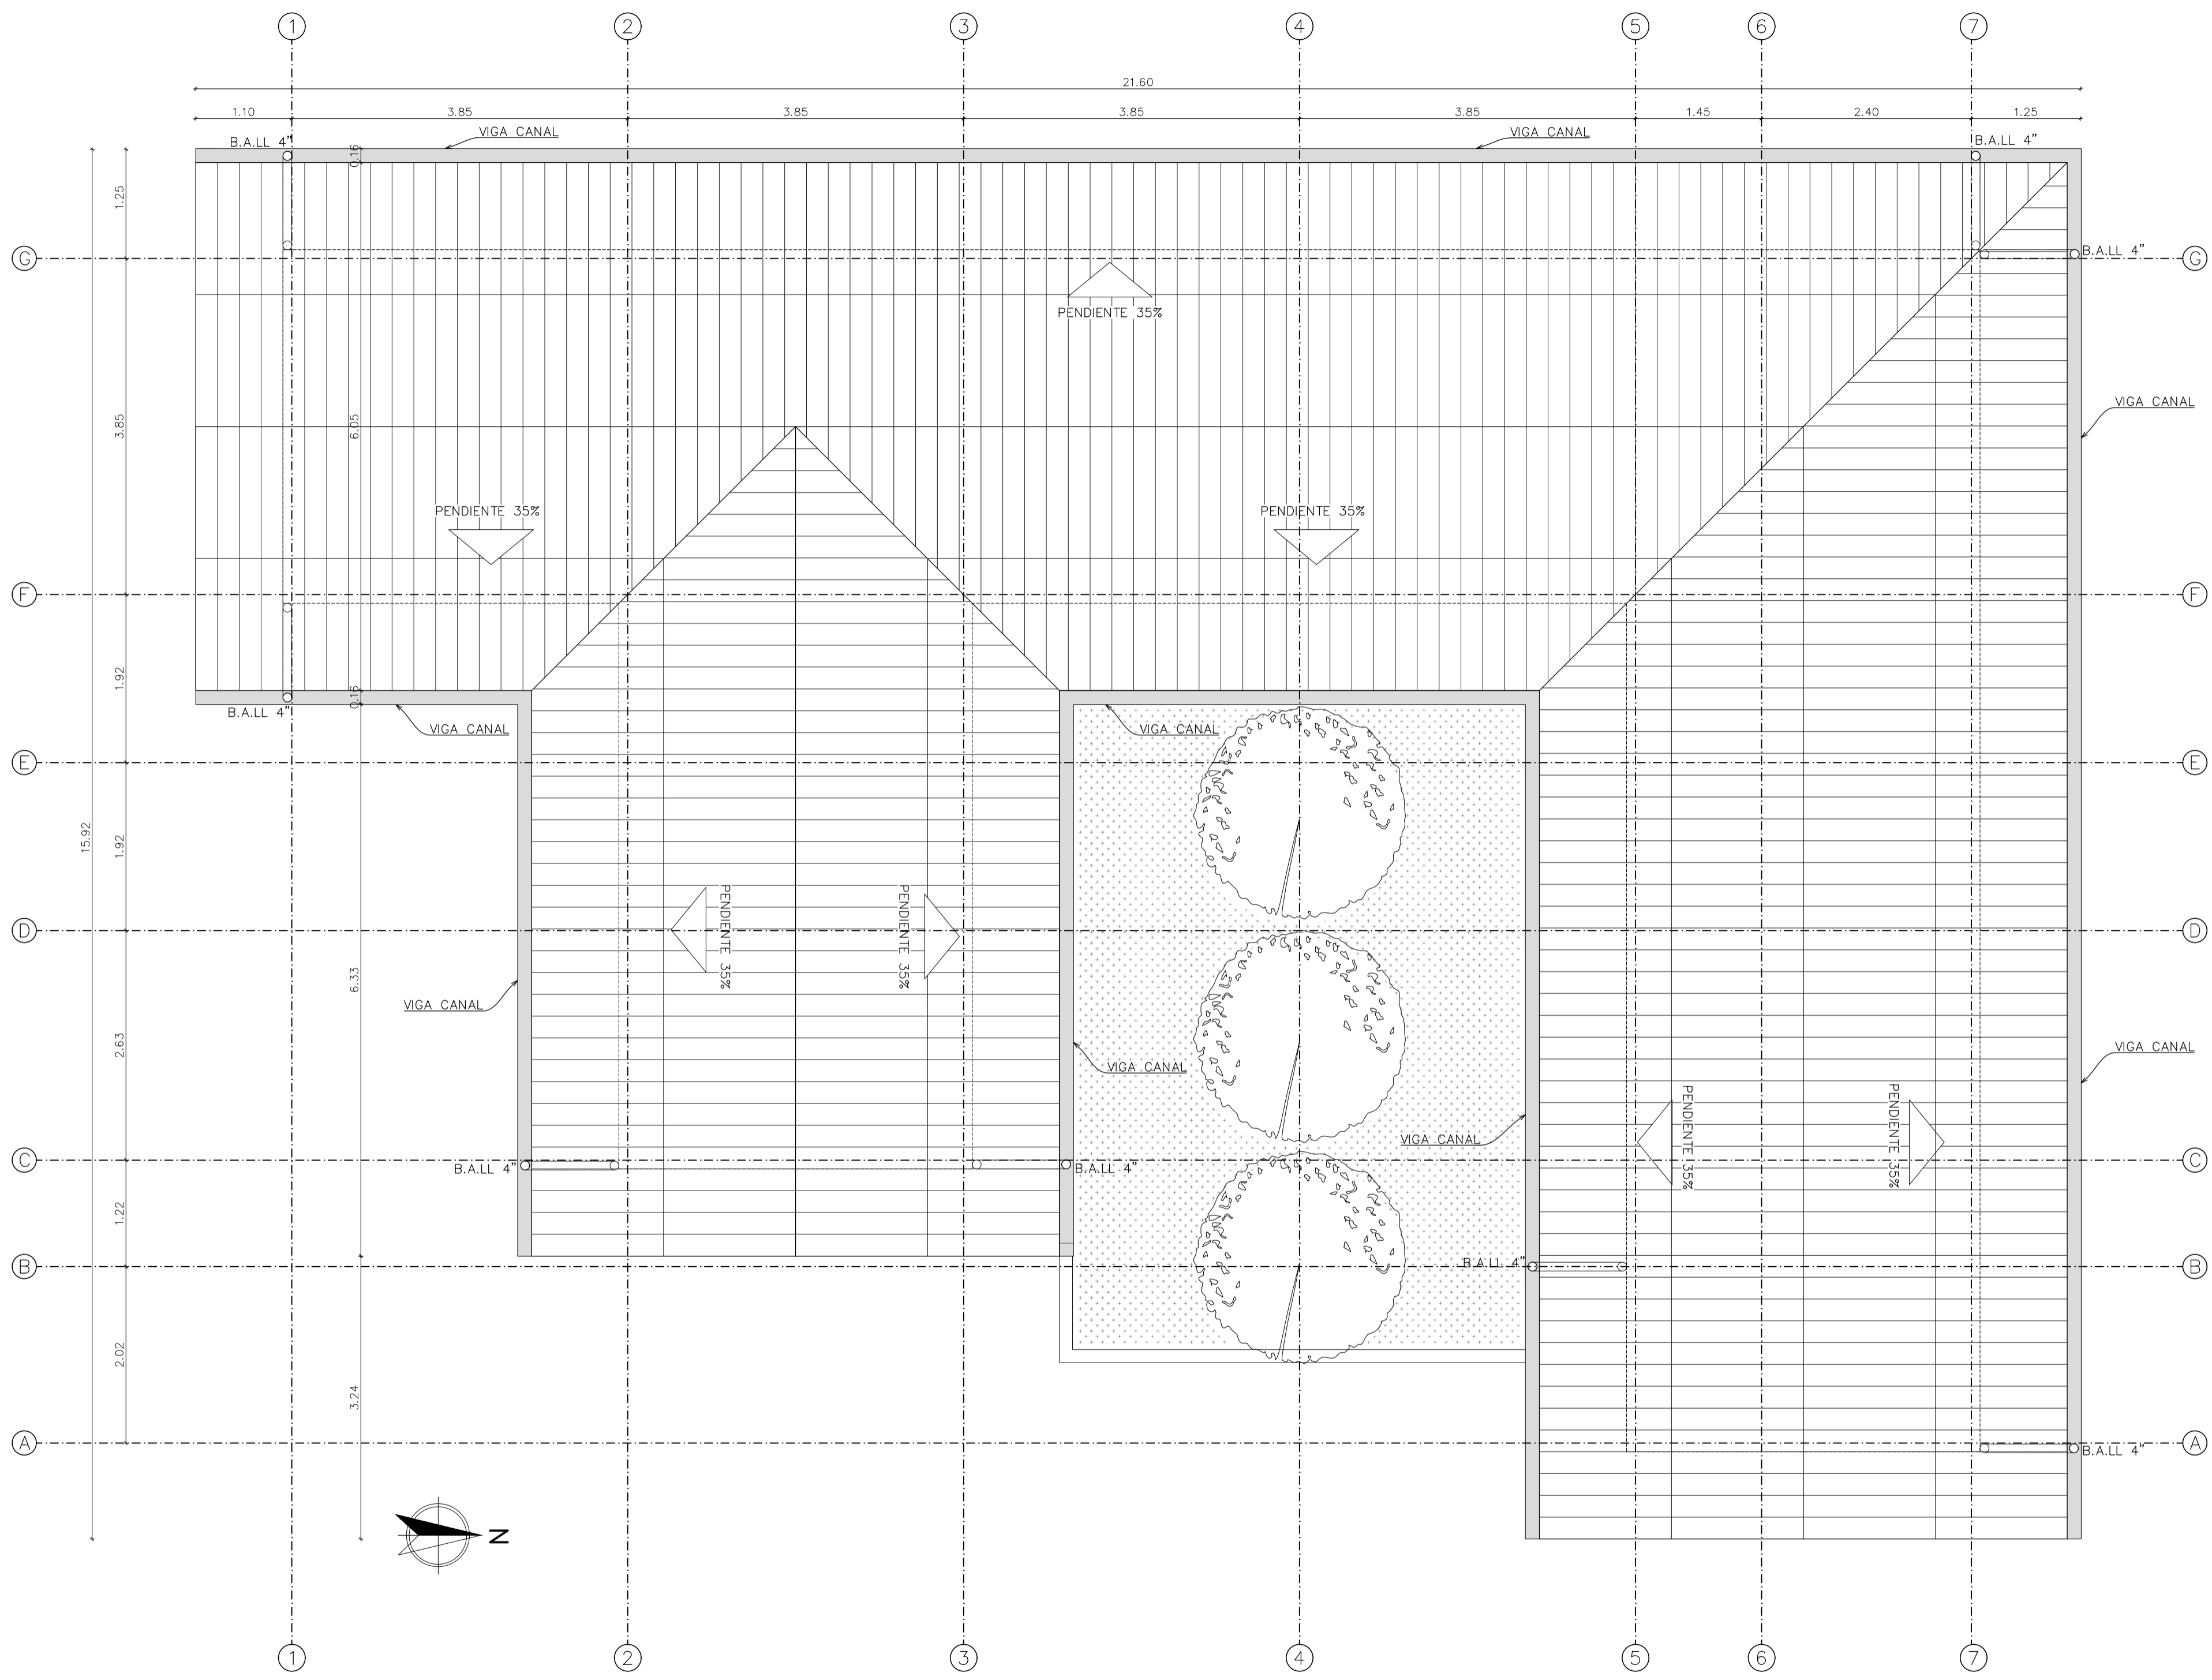 1 2 3 4 5 6 7
21.60
1.10 3.85 3.85 3.85 3.85 1.45 2.40 1.25
VIGA CANAL VIGA CANAL
B.A.LL 4" B.A.LL 4"
0.16
1.25
G B.A.LL 4" G
PENDIENTE 35%
VIGA CANAL
3.85 6.05
PENDIENTE 35% PENDIENTE 35%
F F
1.92 0.16
B.A.LL 4"
VIGA CANAL VIGA CANAL
E E
15.92 1.92
PENDIENTE 35% PENDIENTE 35%
D D
6.33
VIGA CANAL
2.63 VIGA CANAL
VIGA CANAL
PENDIENTE 35% PENDIENTE 35%
VIGA CANAL
C C
B.A.LL 4" B.A.LL 4"
1.22
B B.A.LL 4" B
2.02
3.24
A A
B.A.LL 4"
N
1 2 3 4 5 6 7